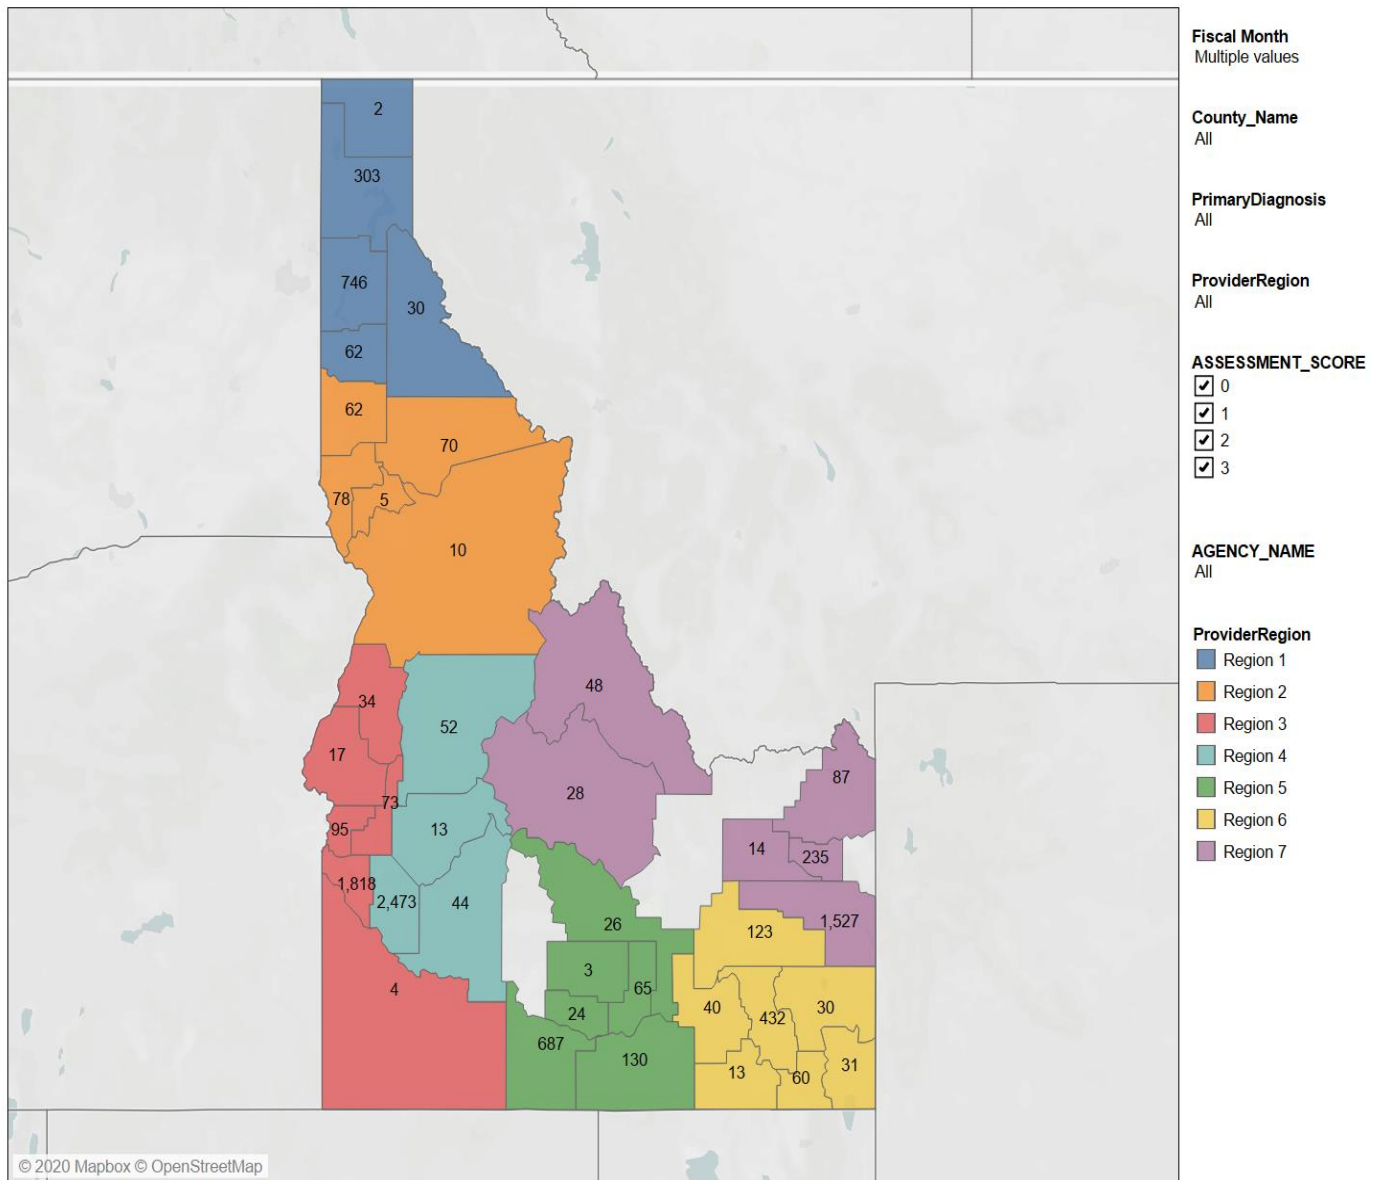 Fiscal Month
Multiple values
County_Name
All
PrimaryDiagnosis
All
ProviderRegion
All
ASSESSMENT_SCORE
0
1
2
3
AGENCY_NAME
All
ProviderRegion
Region 1
Region 2
Region 3
Region 4
Region 5
Region 6
Region 7
2
303
746
30
62
62
70
78
5
10
48
34
52
17
87
28
73
95
13
14
235
1,818
2,473
44
26
1,527
123
3
65
4
40
432
30
24
687
130
31
13
60
© 2020 Mapbox © OpenStreetMap